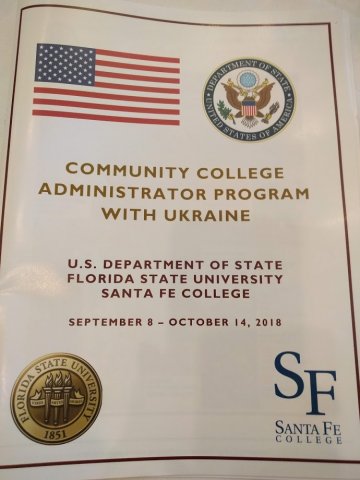 DEPARTMENT OF STATE
UNITED STATES OF AMERICA
COMMUNITY COLLEGE
ADMINISTRATOR PROGRAM
WITH UKRAINE
U.S. DEPARTMENT OF STATE
FLORIDA STATE UNIVERSITY
SANTA FE COLLEGE
SEPTEMBER 8 – OCTOBER 14, 2018
FLORIDA STATE UNIVERSITY
1851
SF
SANTA FE
COLLEGE